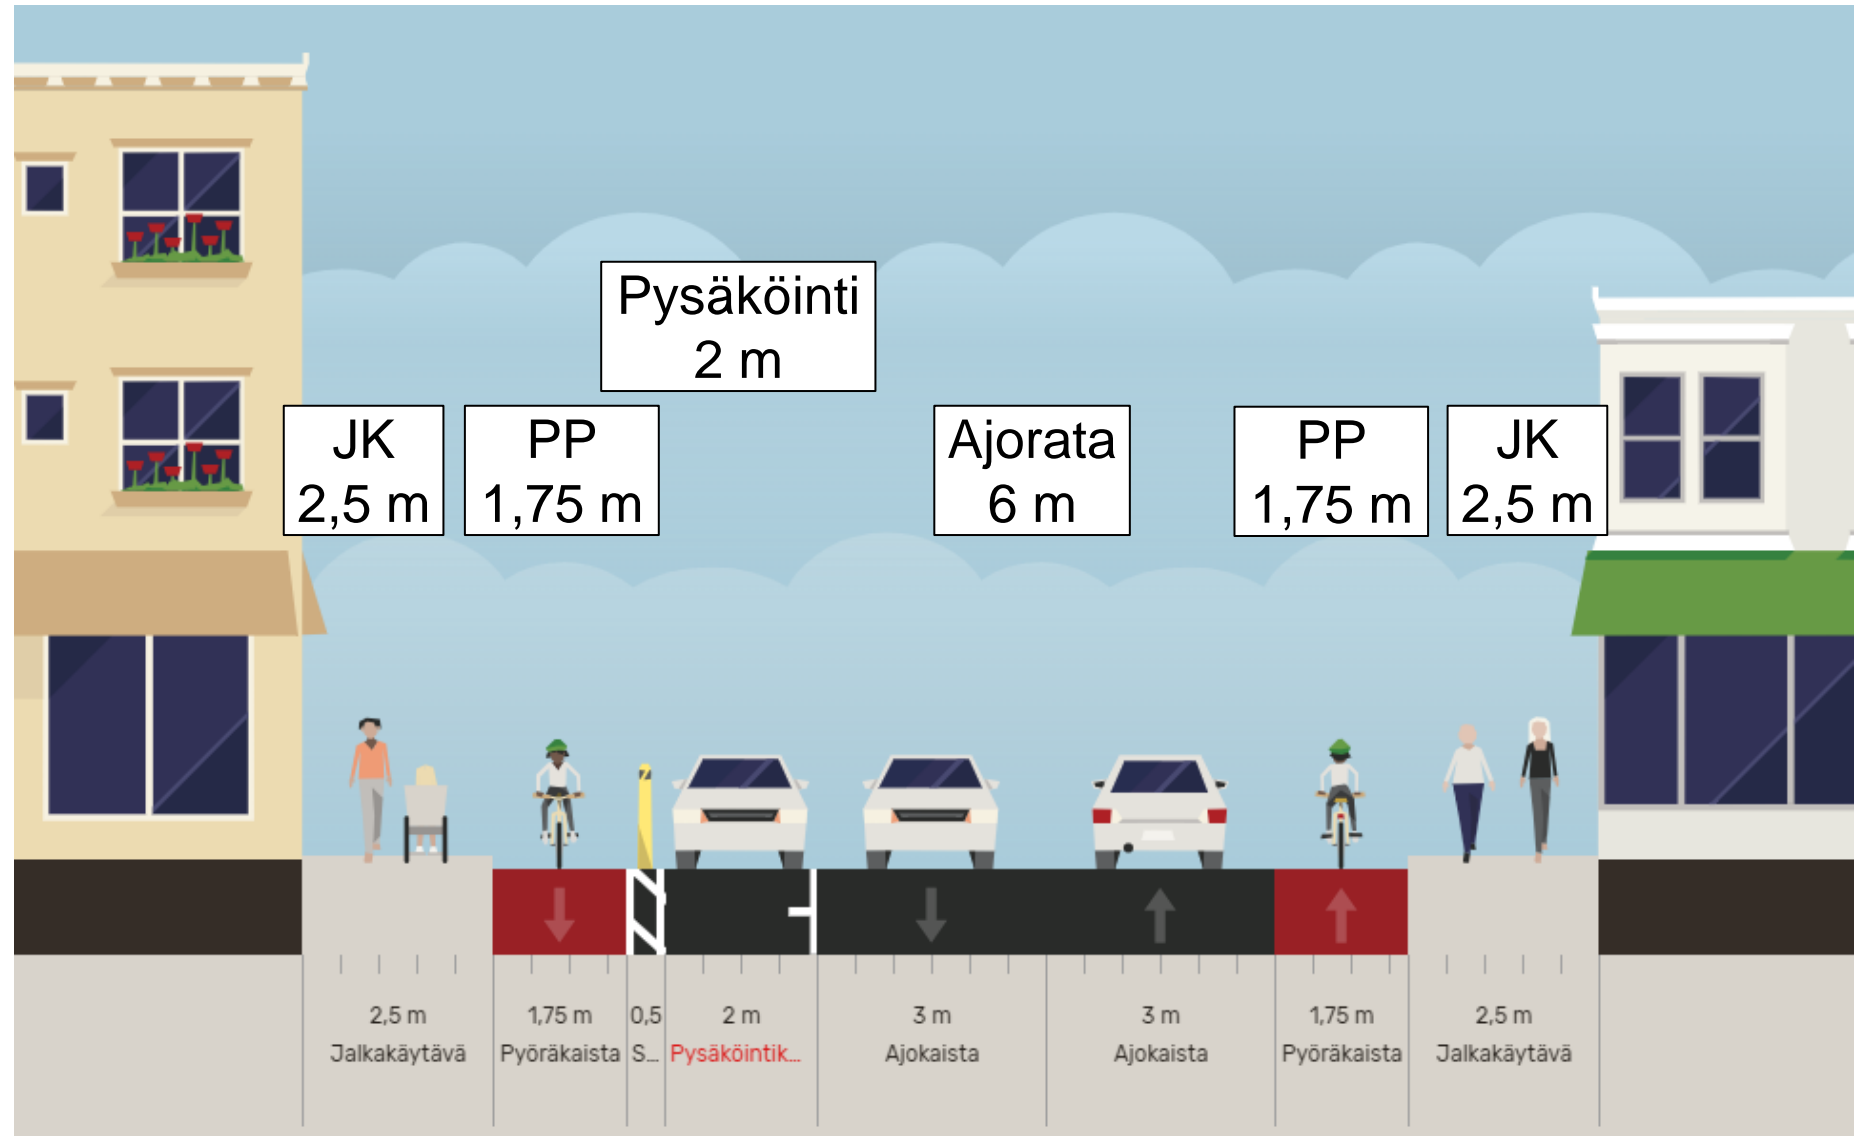 Pysäköinti
2 m
JK
2,5 m
PP
1,75 m
Ajorata
6 m
PP
1,75 m
JK
2,5 m
2,5 m
Jalkakäytävä
1,75 m
Pyöräkaista
0,5
S...
2 m
Pysäköintik...
3 m
Ajokaista
3 m
Ajokaista
1,75 m
Pyöräkaista
2,5 m
Jalkakäytävä